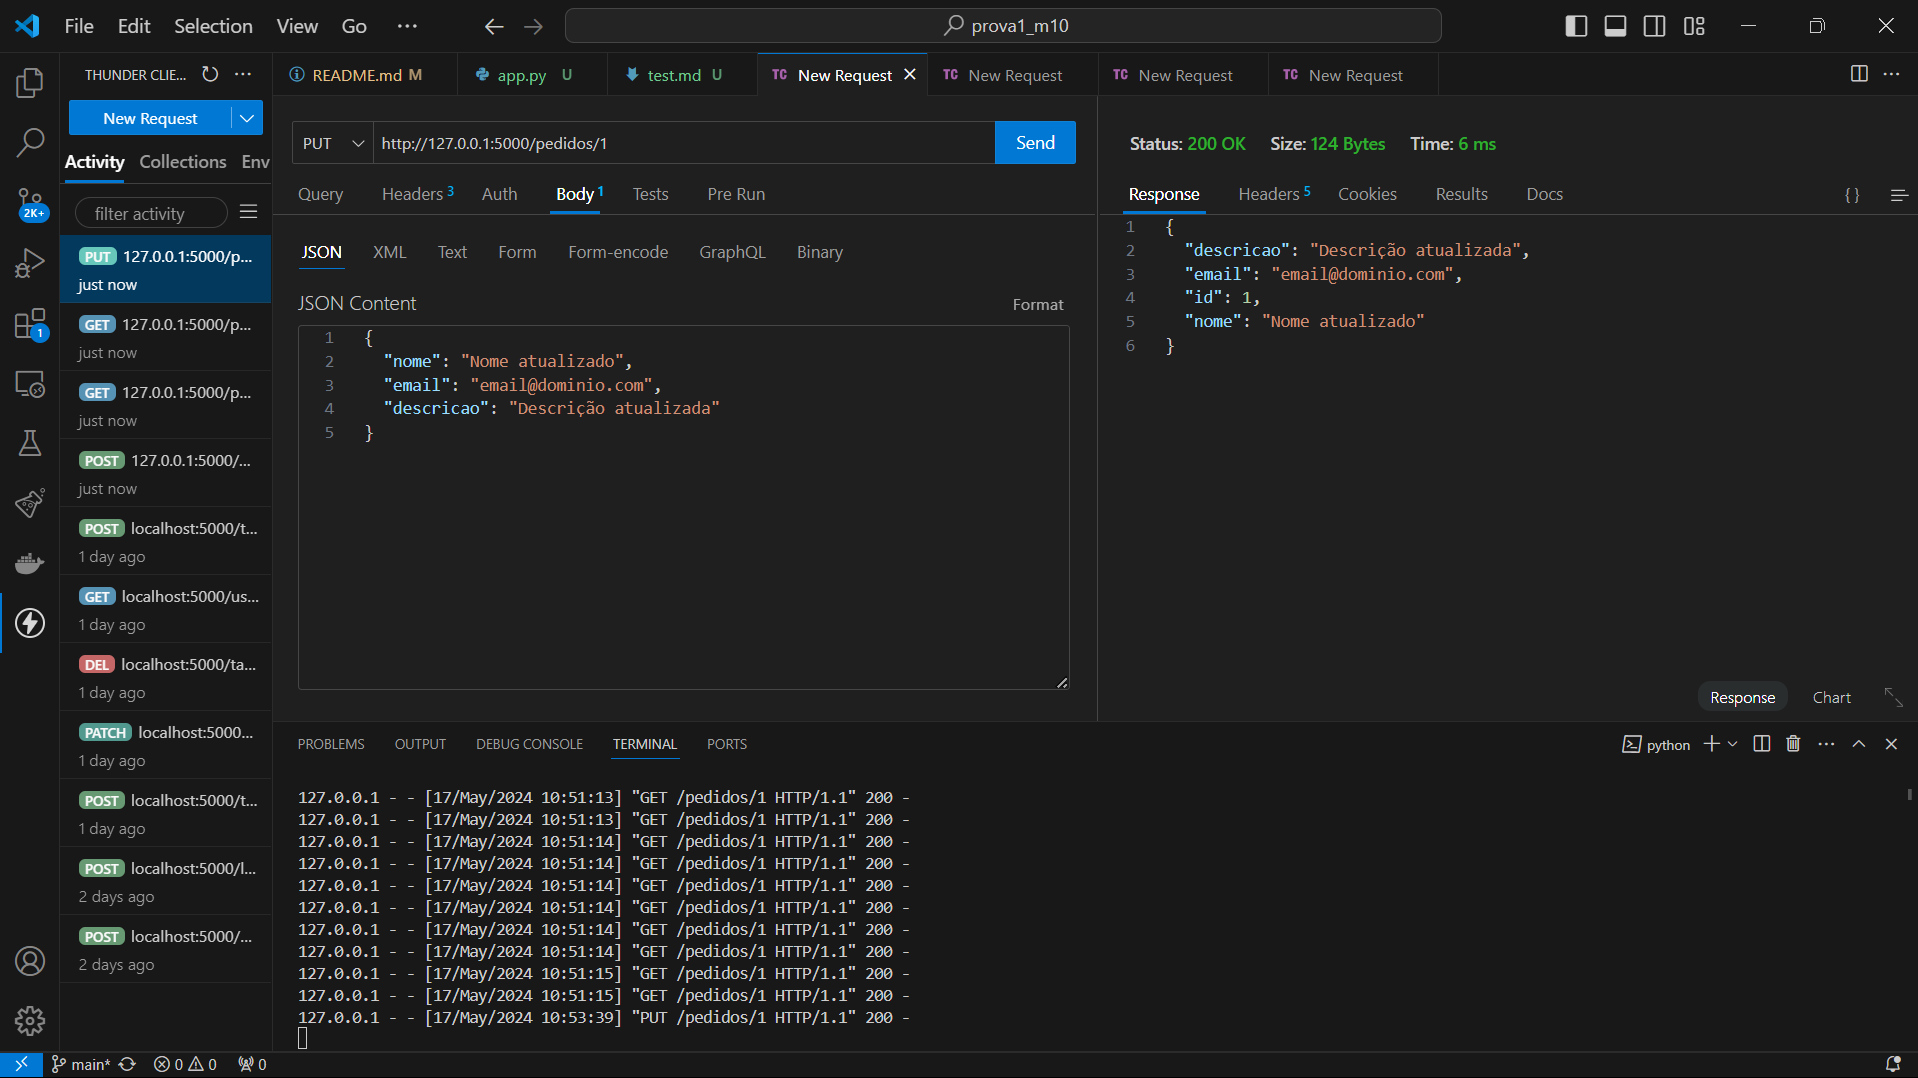 File Edit Selection View Go ···
prova1_m10
THUNDER CLIE... ···
New Request
Activity Collections Env
filter activity
PUT 127.0.0.1:5000/p...
just now
GET 127.0.0.1:5000/p...
just now
GET 127.0.0.1:5000/p...
just now
POST 127.0.0.1:5000/...
just now
POST localhost:5000/t...
1 day ago
GET localhost:5000/us...
1 day ago
DEL localhost:5000/ta...
1 day ago
PATCH localhost:5000...
1 day ago
POST localhost:5000/t...
1 day ago
POST localhost:5000/l...
2 days ago
POST localhost:5000/...
2 days ago
2K+
1
README.md M app.py U test.md U TC New Request TC New Request TC New Request TC New Request
PUT http://127.0.0.1:5000/pedidos/1 Send
Query Headers 3 Auth Body 1 Tests Pre Run
JSON XML Text Form Form-encode GraphQL Binary
JSON Content Format
1 {
2 "nome": "Nome atualizado",
3 "email": "email@dominio.com",
4 "descricao": "Descrição atualizada"
5 }
Status: 200 OK Size: 124 Bytes Time: 6 ms
Response Headers 5 Cookies Results Docs { }
1 {
2 "descricao": "Descrição atualizada",
3 "email": "email@dominio.com",
4 "id": 1,
5 "nome": "Nome atualizado"
6 }
Response Chart
PROBLEMS OUTPUT DEBUG CONSOLE TERMINAL PORTS
python
127.0.0.1 - - [17/May/2024 10:51:13] "GET /pedidos/1 HTTP/1.1" 200 -
127.0.0.1 - - [17/May/2024 10:51:13] "GET /pedidos/1 HTTP/1.1" 200 -
127.0.0.1 - - [17/May/2024 10:51:14] "GET /pedidos/1 HTTP/1.1" 200 -
127.0.0.1 - - [17/May/2024 10:51:14] "GET /pedidos/1 HTTP/1.1" 200 -
127.0.0.1 - - [17/May/2024 10:51:14] "GET /pedidos/1 HTTP/1.1" 200 -
127.0.0.1 - - [17/May/2024 10:51:14] "GET /pedidos/1 HTTP/1.1" 200 -
127.0.0.1 - - [17/May/2024 10:51:14] "GET /pedidos/1 HTTP/1.1" 200 -
127.0.0.1 - - [17/May/2024 10:51:14] "GET /pedidos/1 HTTP/1.1" 200 -
127.0.0.1 - - [17/May/2024 10:51:15] "GET /pedidos/1 HTTP/1.1" 200 -
127.0.0.1 - - [17/May/2024 10:51:15] "GET /pedidos/1 HTTP/1.1" 200 -
127.0.0.1 - - [17/May/2024 10:53:39] "PUT /pedidos/1 HTTP/1.1" 200 -
main* 0 0 0